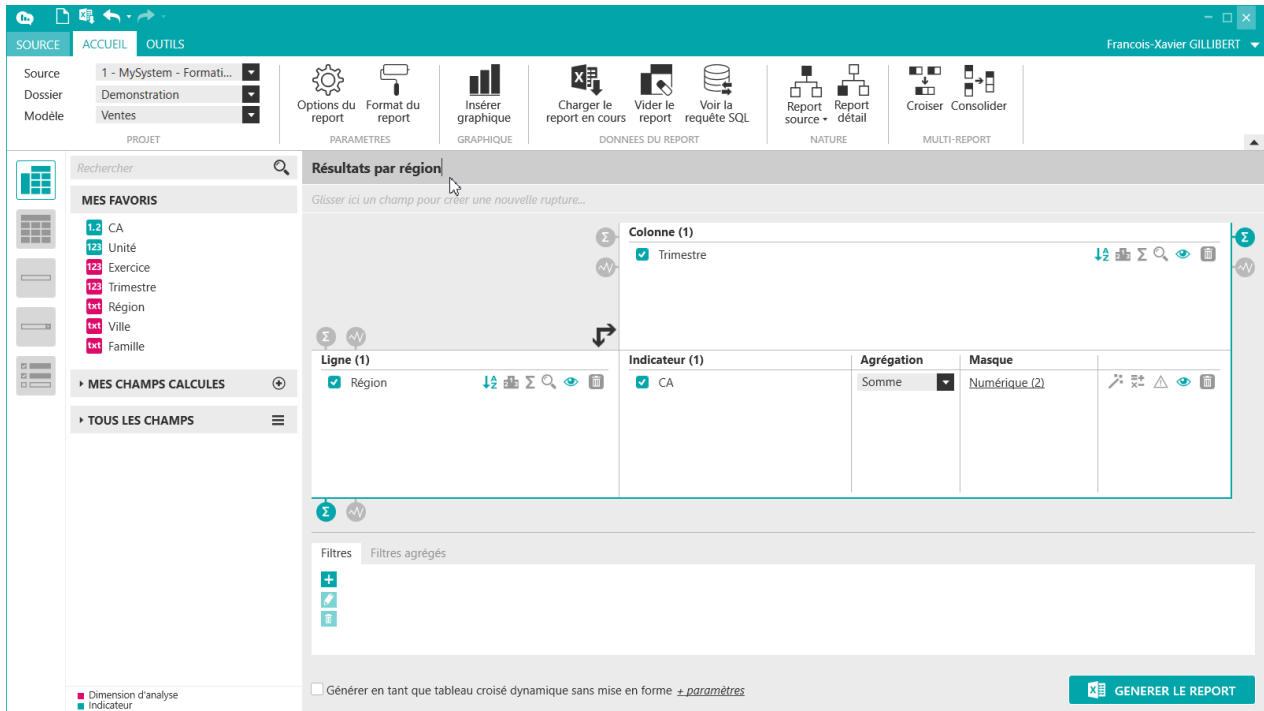 SOURCE ACCUEIL OUTILS Francois-Xavier GILLIBERT
Source 1 - MySystem - Formati...
Dossier Demonstration
Modèle Ventes
PROJET
Options du report
Format du report
PARAMETRES
Insérer graphique
GRAPHIQUE
Charger le report en cours
Vider le report
Voir la requête SQL
DONNEES DU REPORT
Report source
Report détail
NATURE
Croiser Consolider
MULTI-REPORT
Rechercher
MES FAVORIS
1.2 CA
123 Unité
123 Exercice
123 Trimestre
txt Région
txt Ville
txt Famille
MES CHAMPS CALCULES
TOUS LES CHAMPS
Dimension d'analyse
Indicateur
Résultats par région
Glisser ici un champ pour créer une nouvelle rupture...
Colonne (1)
Trimestre
Ligne (1)
Région
Indicateur (1) Agrégation Masque
CA Somme Numérique (2)
Filtres Filtres agrégés
Générer en tant que tableau croisé dynamique sans mise en forme + paramètres
GENERER LE REPORT